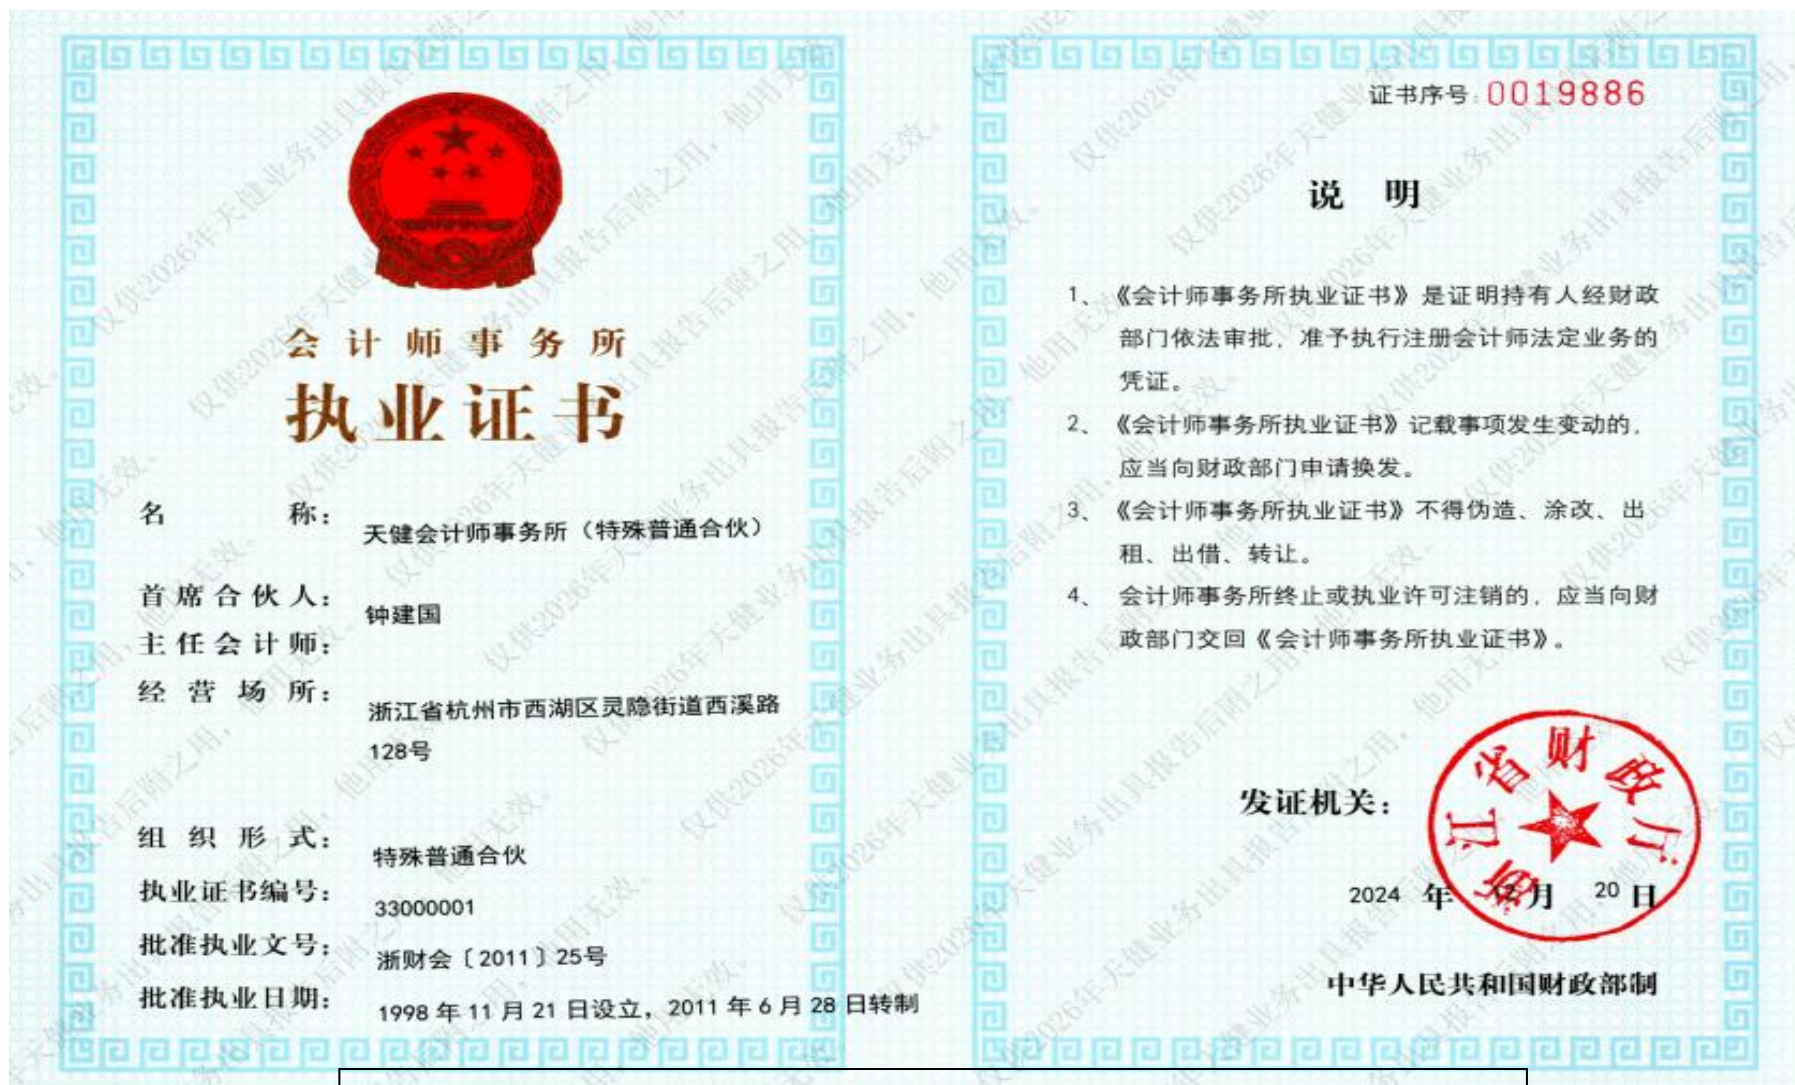 会计师事务所
执业证书
名称：
天健会计师事务所（特殊普通合伙）
首席合伙人：
钟建国
主任会计师：
经营场所：
浙江省杭州市西湖区灵隐街道西溪路
128号
组织形式：
特殊普通合伙
执业证书编号：
33000001
批准执业文号：
浙财会〔2011〕25号
批准执业日期：
1998年11月21日设立，2011年6月28日转制
证书序号：0019886
说明
1、《会计师事务所执业证书》是证明持有人经财政
部门依法审批，准予执行注册会计师法定业务的
凭证。
2、《会计师事务所执业证书》记载事项发生变动的，
应当向财政部门申请换发。
3、《会计师事务所执业证书》不得伪造、涂改、出
租、出借、转让。
4、会计师事务所终止或执业许可注销的，应当向财
政部门交回《会计师事务所执业证书》。
发证机关：
浙江省财政厅
2024年12月20日
中华人民共和国财政部制
仅供2026年天健业务出具报告后附之用，他用无效。